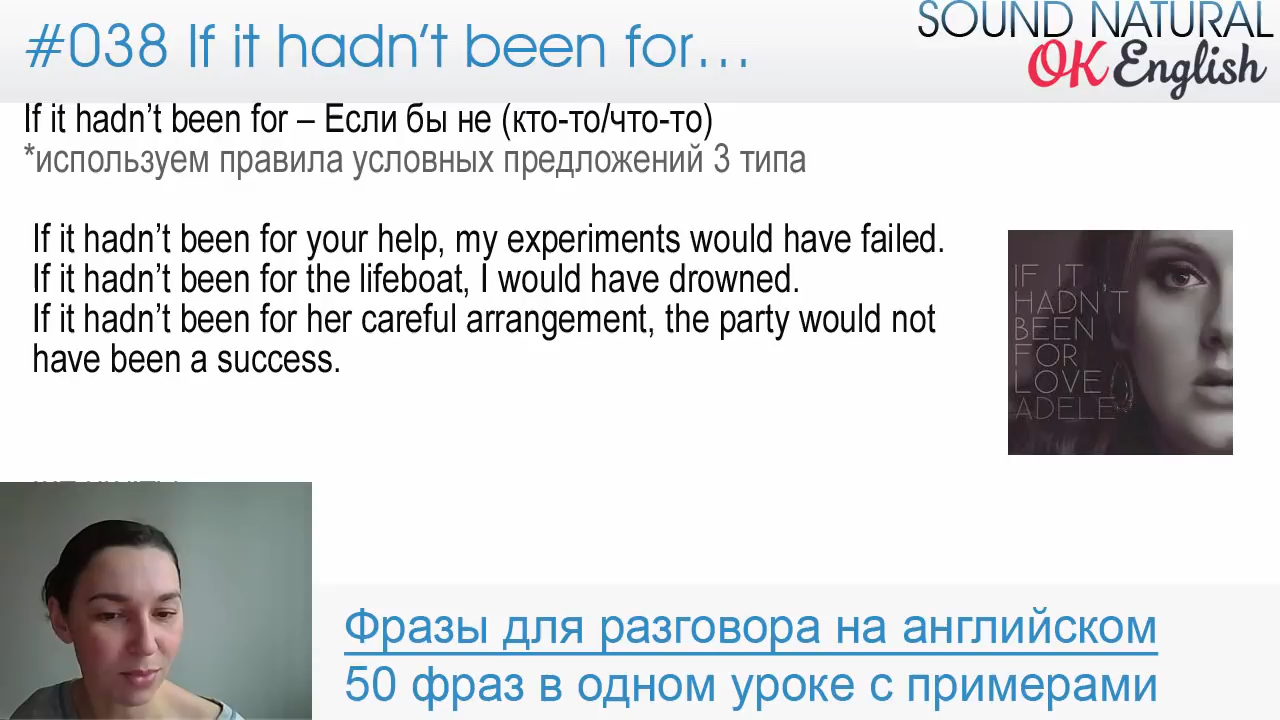 #038 If it hadn't been for…
SOUND NATURAL
OK English
If it hadn't been for – Если бы не (кто-то/что-то)
*используем правила условных предложений 3 типа
If it hadn't been for your help, my experiments would have failed.
If it hadn't been for the lifeboat, I would have drowned.
If it hadn't been for her careful arrangement, the party would not
have been a success.
IF IT
HADN'T
BEEN
FOR
LOVE
ADELE
Фразы для разговора на английском
50 фраз в одном уроке с примерами